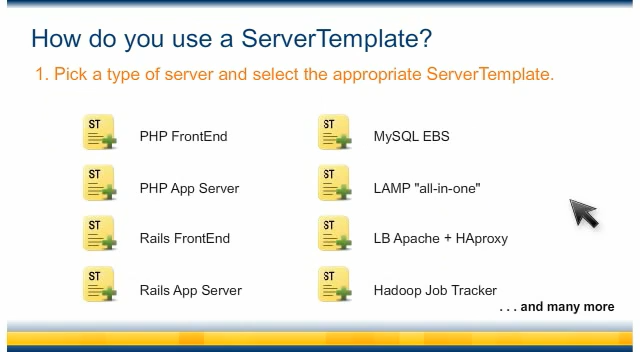 How do you use a ServerTemplate?
1. Pick a type of server and select the appropriate ServerTemplate.
ST PHP FrontEnd
ST MySQL EBS
ST PHP App Server
ST LAMP "all-in-one"
ST Rails FrontEnd
ST LB Apache + HAproxy
ST Rails App Server
ST Hadoop Job Tracker
. . . and many more